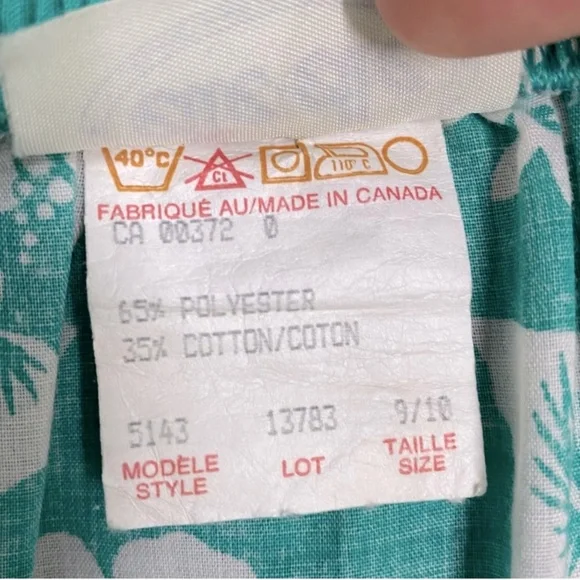 40°C Cl 110°C
FABRIQUÉ AU/MADE IN CANADA
CA 00372 0
65% POLYESTER
35% COTTON/COTON
5143 13783 9/10
MODÈLE LOT TAILLE
STYLE SIZE